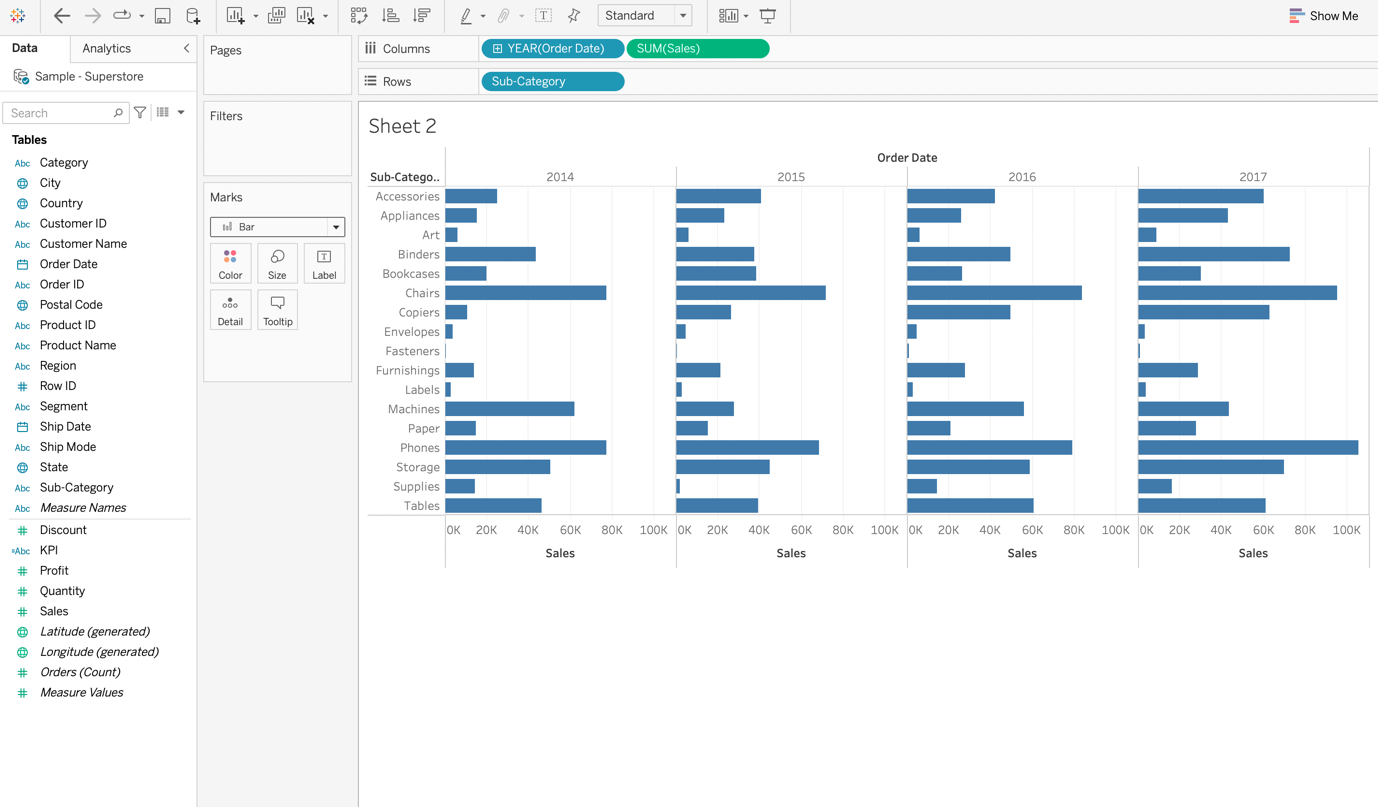 Standard
Show Me
Data
Analytics
Sample - Superstore
Search
Tables
Abc Category
City
Country
Abc Customer ID
Abc Customer Name
Order Date
Abc Order ID
Postal Code
Abc Product ID
Abc Product Name
Abc Region
# Row ID
Abc Segment
Ship Date
Abc Ship Mode
State
Abc Sub-Category
Abc Measure Names
# Discount
=Abc KPI
# Profit
# Quantity
# Sales
Latitude (generated)
Longitude (generated)
# Orders (Count)
# Measure Values
Pages
Filters
Marks
Bar
Color Size T Label
Detail Tooltip
Columns YEAR(Order Date) SUM(Sales)
Rows Sub-Category
Sheet 2
Order Date
Sub-Catego.. 2014 2015 2016 2017
Accessories
Appliances
Art
Binders
Bookcases
Chairs
Copiers
Envelopes
Fasteners
Furnishings
Labels
Machines
Paper
Phones
Storage
Supplies
Tables
0K 20K 40K 60K 80K 100K 0K 20K 40K 60K 80K 100K 0K 20K 40K 60K 80K 100K 0K 20K 40K 60K 80K 100K
Sales Sales Sales Sales